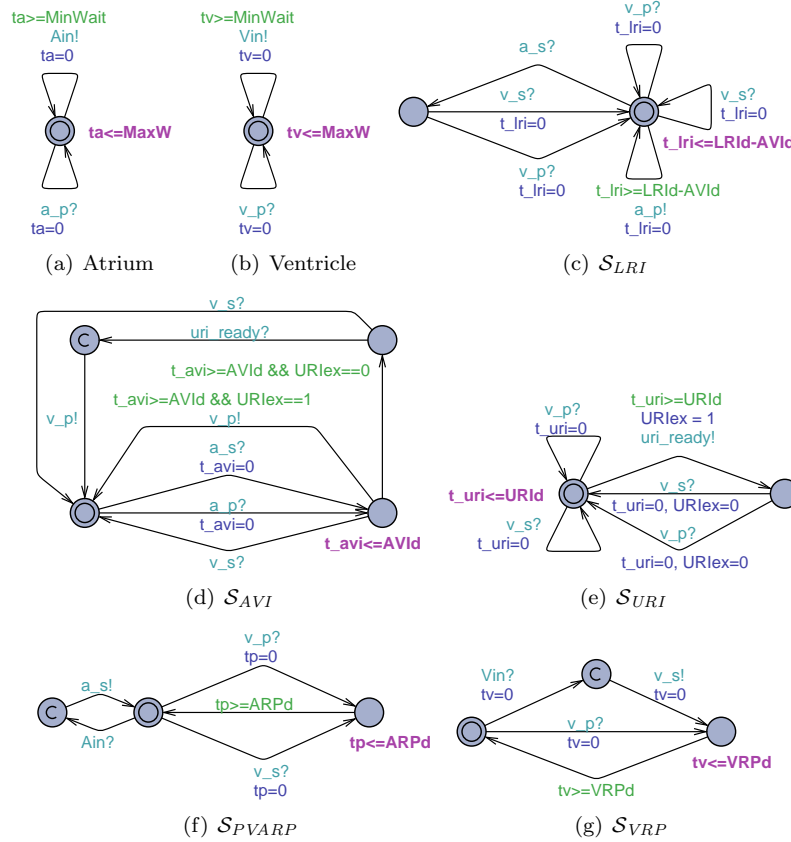 ta>=MinWait
Ain!
ta=0
ta<=MaxW
a_p?
ta=0
(a) Atrium
tv>=MinWait
Vin!
tv=0
tv<=MaxW
v_p?
tv=0
(b) Ventricle
v_p?
t_lri=0
a_s?
v_s?
t_lri=0
v_s?
t_lri=0
t_lri<=LRId-AVId
v_p?
t_lri=0
t_lri>=LRId-AVId
a_p!
t_lri=0
(c) S_LRI
v_s?
uri_ready?
C
t_avi>=AVId && URIex==0
t_avi>=AVId && URIex==1
v_p!
v_p!
a_s?
t_avi=0
a_p?
t_avi=0
t_avi<=AVId
v_s?
(d) S_AVI
v_p?
t_uri=0
t_uri>=URId
URIex = 1
uri_ready!
t_uri<=URId
v_s?
t_uri=0, URIex=0
v_s?
t_uri=0
v_p?
t_uri=0, URIex=0
(e) S_URI
v_p?
tp=0
a_s!
C
tp>=ARPd
Ain?
tp<=ARPd
v_s?
tp=0
(f) S_PVARP
Vin?
tv=0
C
v_s!
tv=0
v_p?
tv=0
tv<=VRPd
tv>=VRPd
(g) S_VRP